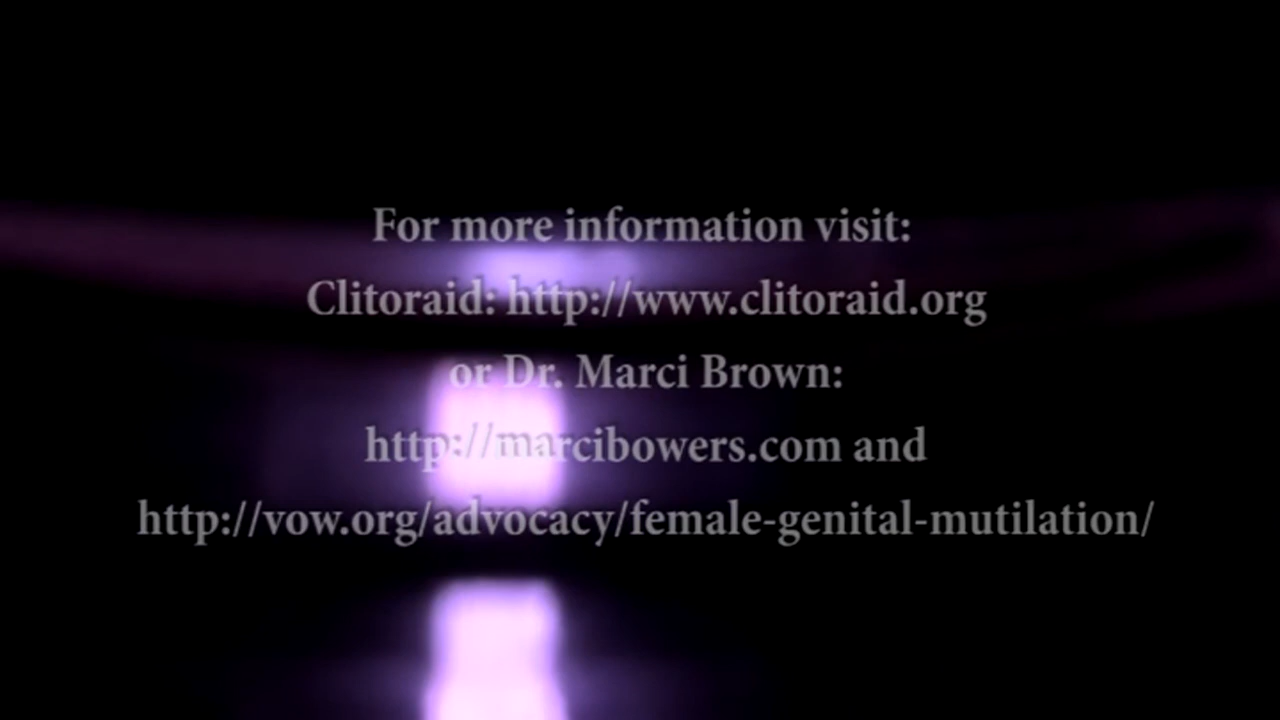 For more information visit:
Clitoraid: http://www.clitoraid.org
or Dr. Marci Brown:
http://marcibowers.com and
http://vow.org/advocacy/female-genital-mutilation/